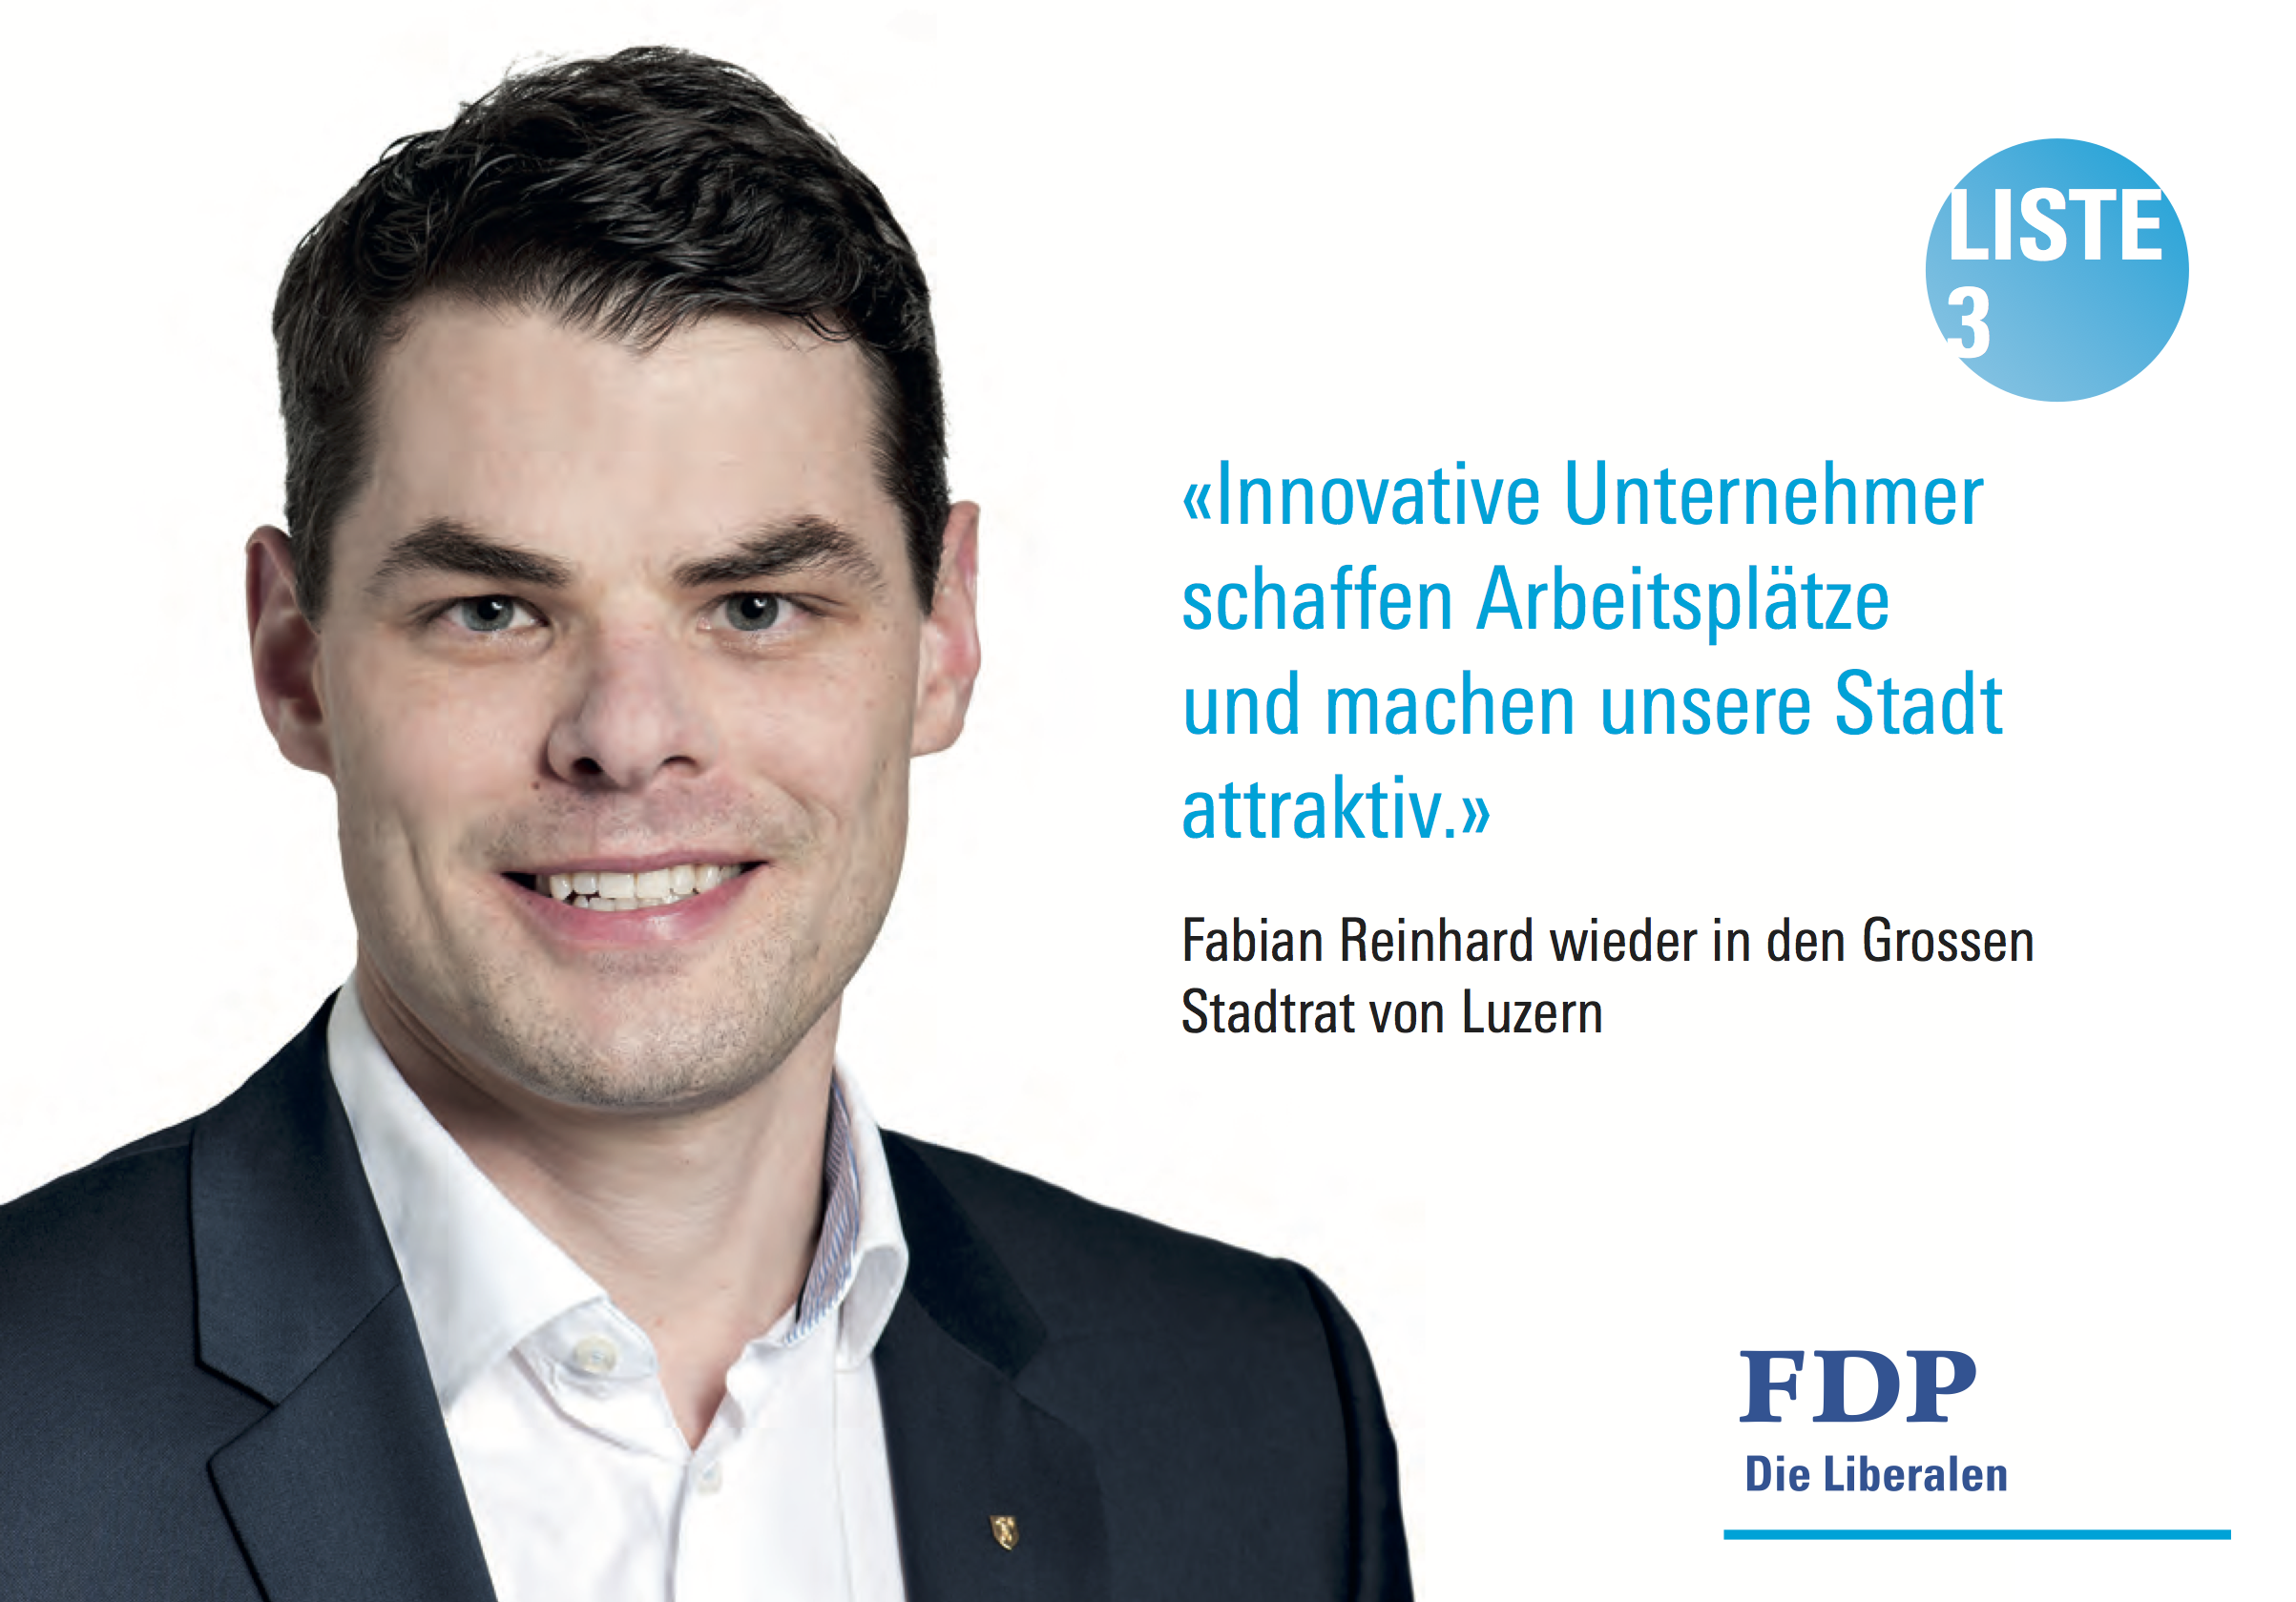 LISTE
3
«Innovative Unternehmer
schaffen Arbeitsplätze
und machen unsere Stadt
attraktiv.»
Fabian Reinhard wieder in den Grossen
Stadtrat von Luzern
FDP
Die Liberalen